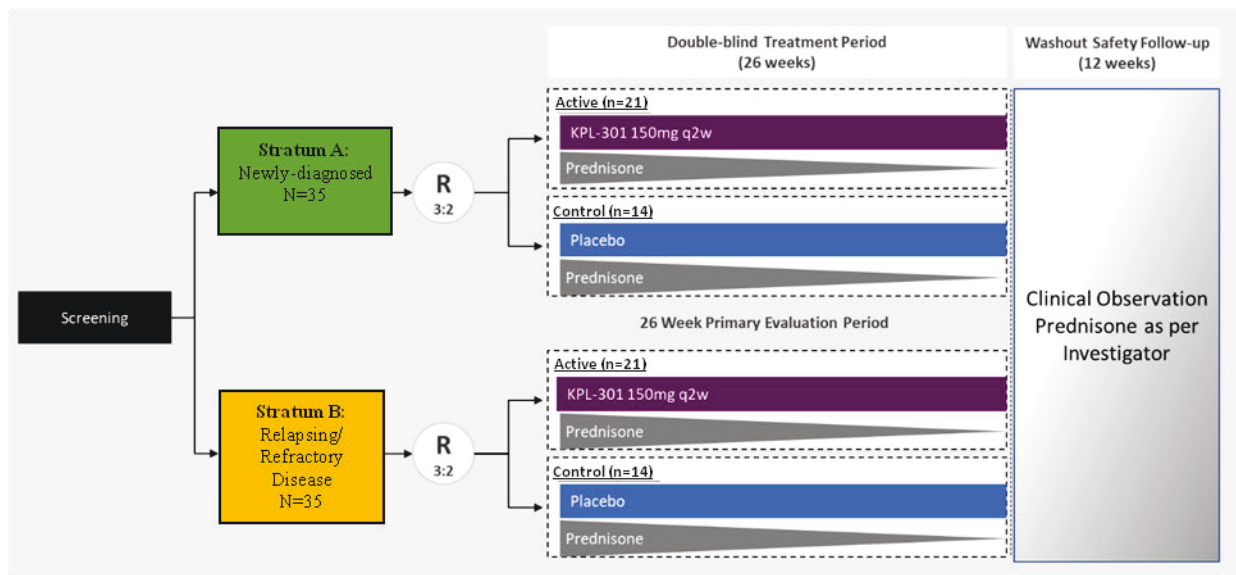 Double-blind Treatment Period
(26 weeks)
Washout Safety Follow-up
(12 weeks)
Screening
Stratum A:
Newly-diagnosed
N=35
R
3:2
Active (n=21)
KPL-301 150mg q2w
Prednisone
Control (n=14)
Placebo
Prednisone
26 Week Primary Evaluation Period
Stratum B:
Relapsing/
Refractory
Disease
N=35
R
3:2
Active (n=21)
KPL-301 150mg q2w
Prednisone
Control (n=14)
Placebo
Prednisone
Clinical Observation
Prednisone as per
Investigator